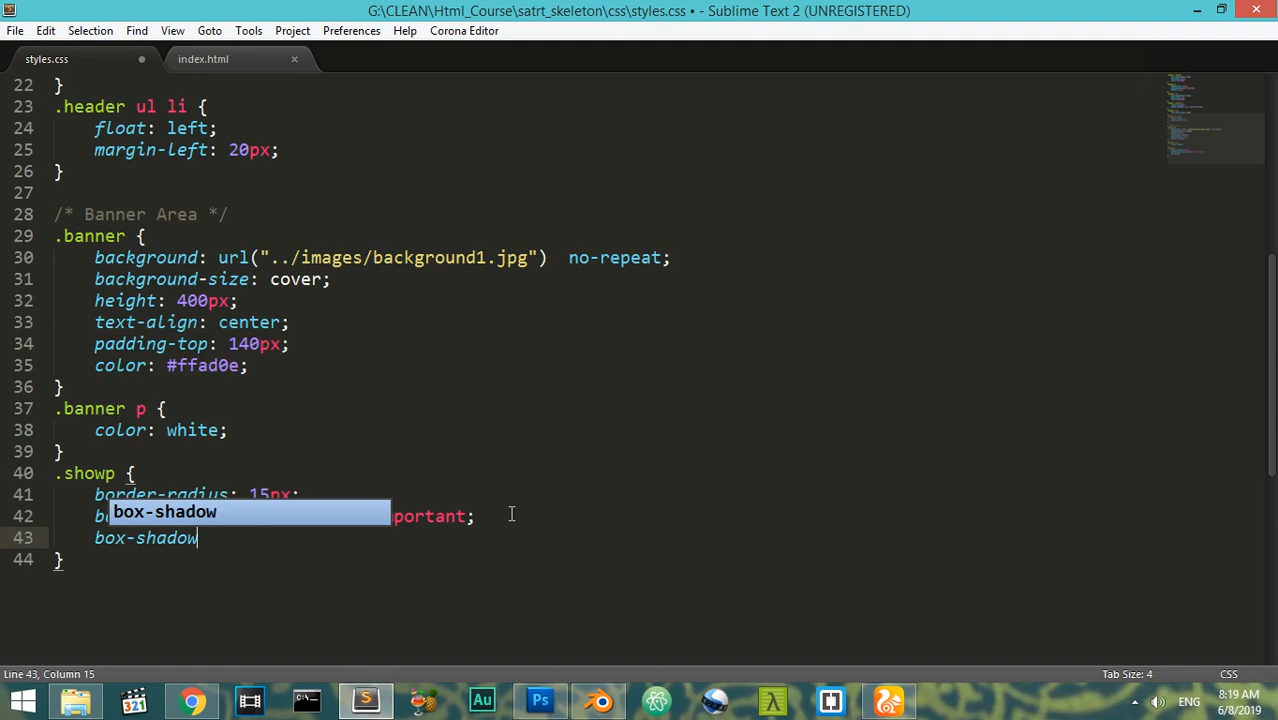 G:\CLEAN\Html_Course\satrt_skeleton\css\styles.css • - Sublime Text 2 (UNREGISTERED)
File Edit Selection Find View Goto Tools Project Preferences Help Corona Editor
styles.css index.html
22 }
23 .header ul li {
24 float: left;
25 margin-left: 20px;
26 }
27
28 /* Banner Area */
29 .banner {
30 background: url("../images/background1.jpg") no-repeat;
31 background-size: cover;
32 height: 400px;
33 text-align: center;
34 padding-top: 140px;
35 color: #ffad0e;
36 }
37 .banner p {
38 color: white;
39 }
40 .showp {
41 border-radius: 15px;
box-shadow
42 portant;
43 box-shadow
44 }
Line 43, Column 15 Tab Size: 4 CSS
321 Au Ps
ENG 8:19 AM
6/8/2019